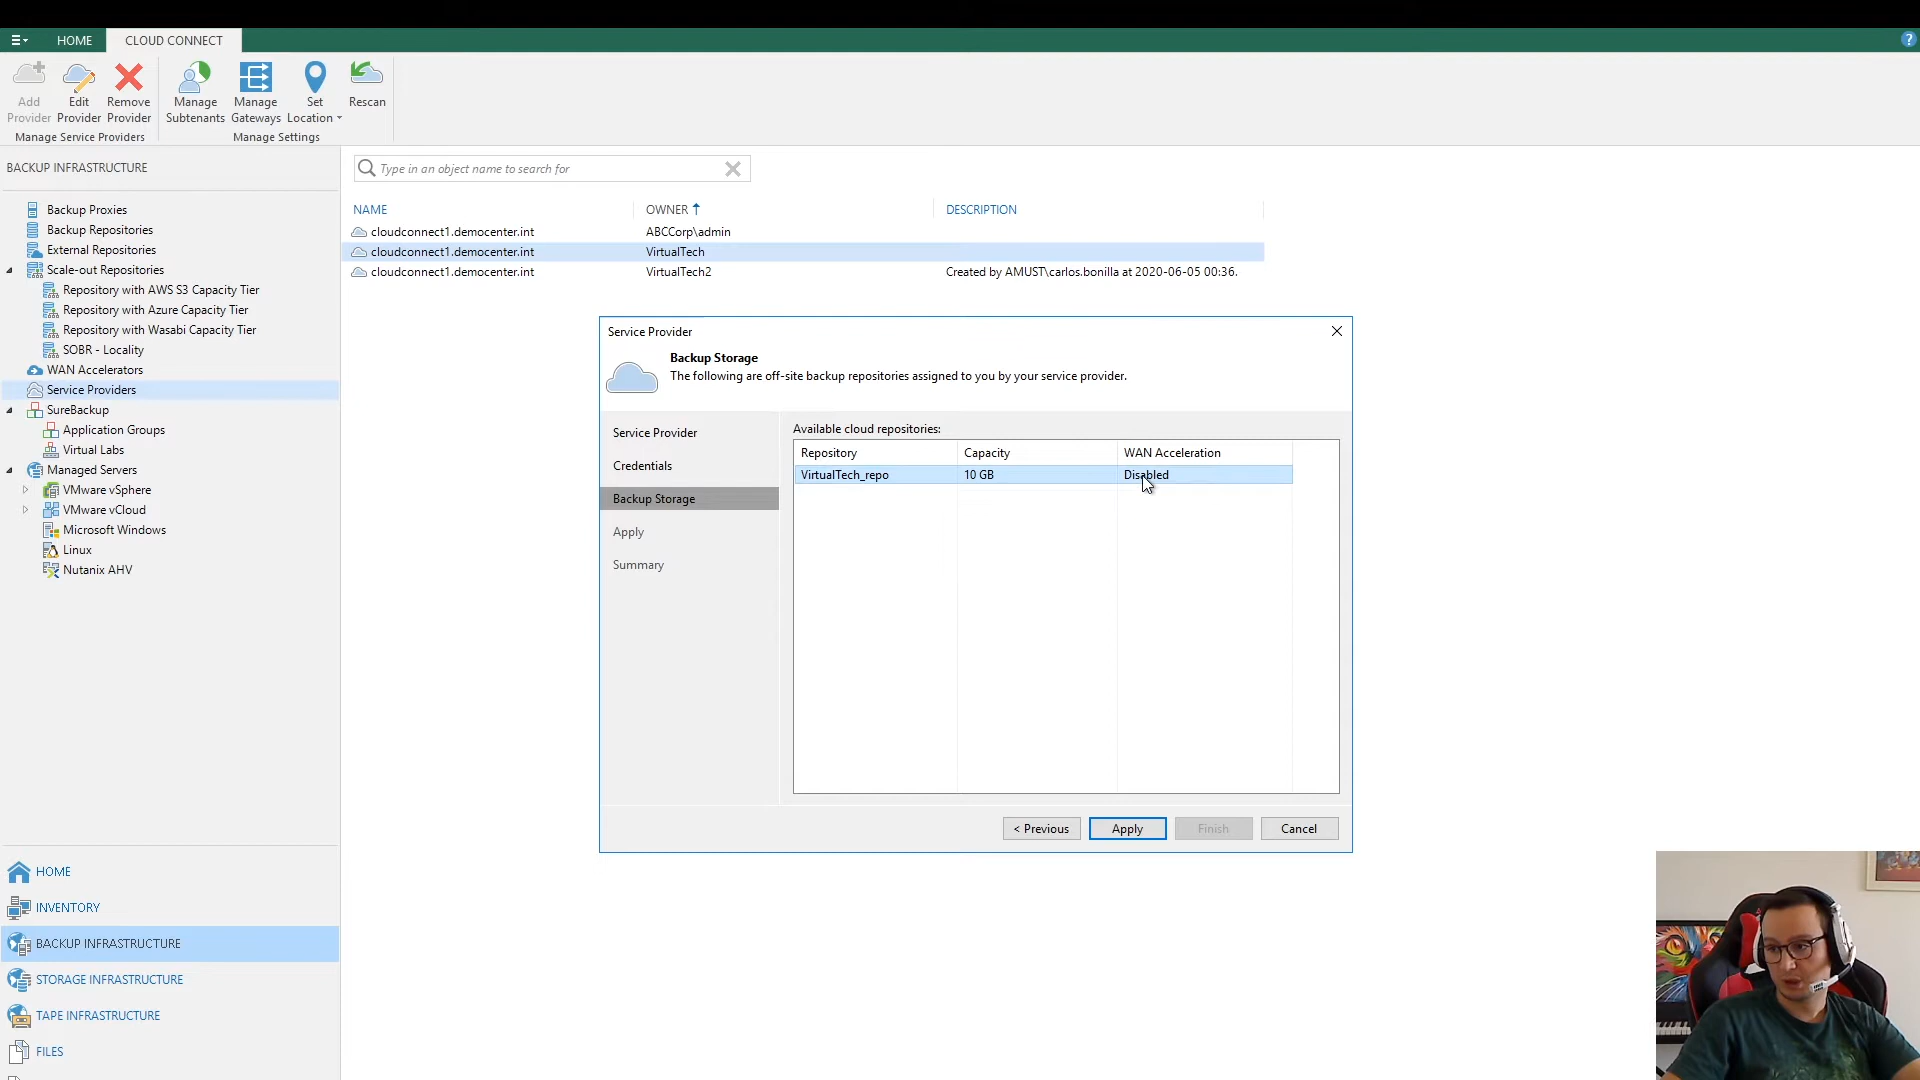 HOME
CLOUD CONNECT
?
Add Provider
Edit Provider
Remove Provider
Manage Service Providers
Manage Subtenants
Manage Gateways
Set Location
Rescan
Manage Settings
BACKUP INFRASTRUCTURE
Backup Proxies
Backup Repositories
External Repositories
Scale-out Repositories
Repository with AWS S3 Capacity Tier
Repository with Azure Capacity Tier
Repository with Wasabi Capacity Tier
SOBR - Locality
WAN Accelerators
Service Providers
SureBackup
Application Groups
Virtual Labs
Managed Servers
VMware vSphere
VMware vCloud
Microsoft Windows
Linux
Nutanix AHV
HOME
INVENTORY
BACKUP INFRASTRUCTURE
STORAGE INFRASTRUCTURE
TAPE INFRASTRUCTURE
FILES
Type in an object name to search for
NAME OWNER DESCRIPTION
cloudconnect1.democenter.int ABCCorp\admin
cloudconnect1.democenter.int VirtualTech
cloudconnect1.democenter.int VirtualTech2 Created by AMUST\carlos.bonilla at 2020-06-05 00:36.
Service Provider
Backup Storage
The following are off-site backup repositories assigned to you by your service provider.
Service Provider
Credentials
Backup Storage
Apply
Summary
Available cloud repositories:
Repository Capacity WAN Acceleration
VirtualTech_repo 10 GB Disabled
< Previous Apply Finish Cancel